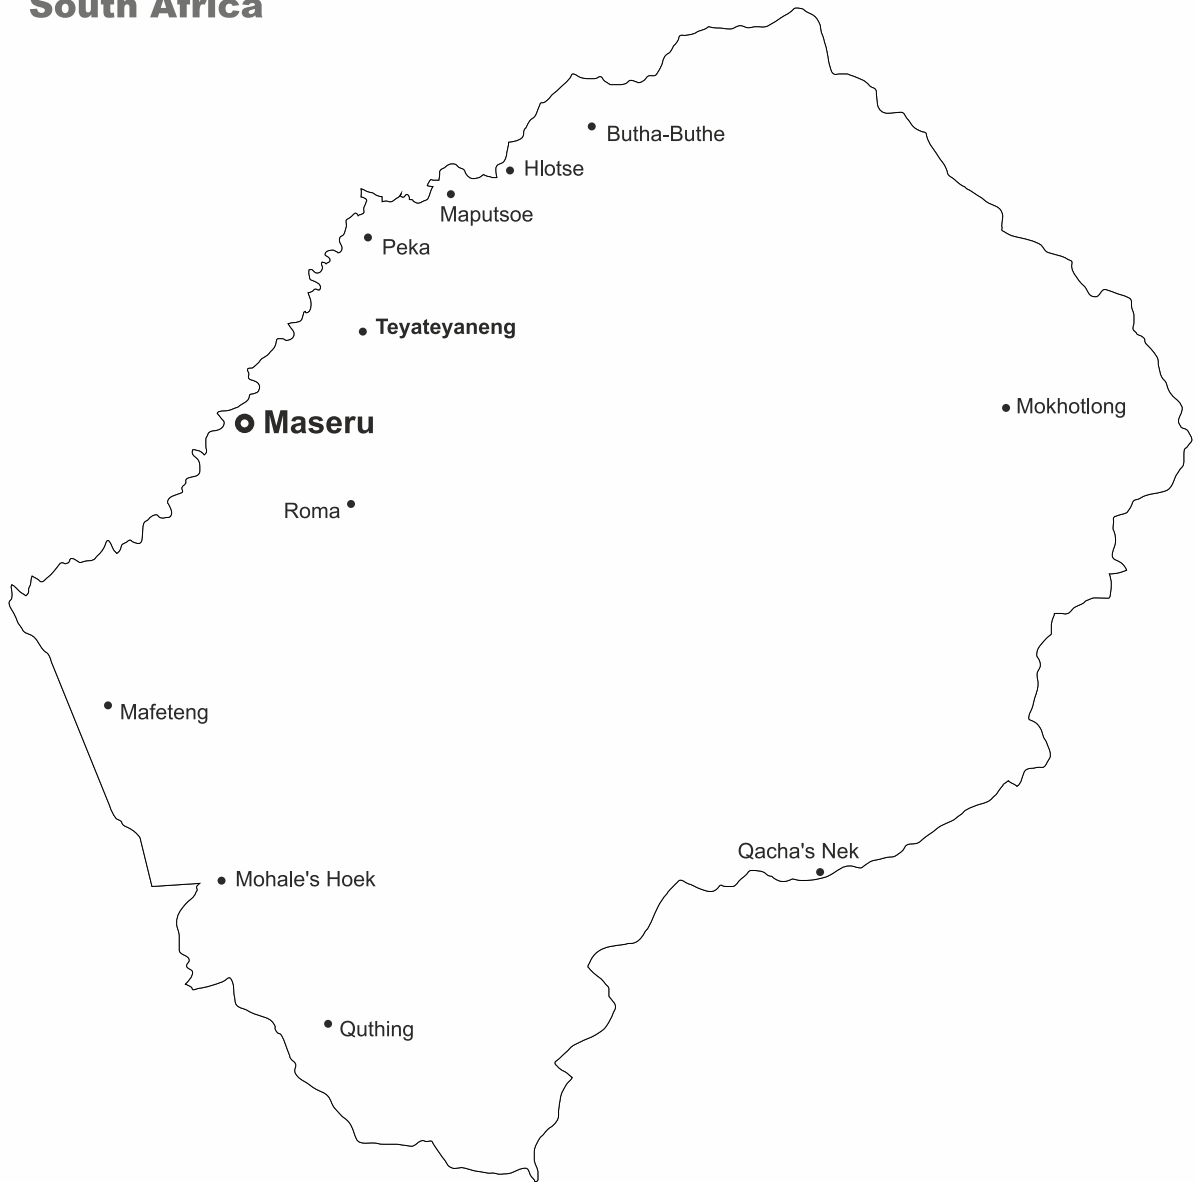 South Africa
Butha-Buthe
Hlotse
Maputsoe
Peka
Teyateyaneng
Mokhotlong
Maseru
Roma
Mafeteng
Qacha's Nek
Mohale's Hoek
Quthing